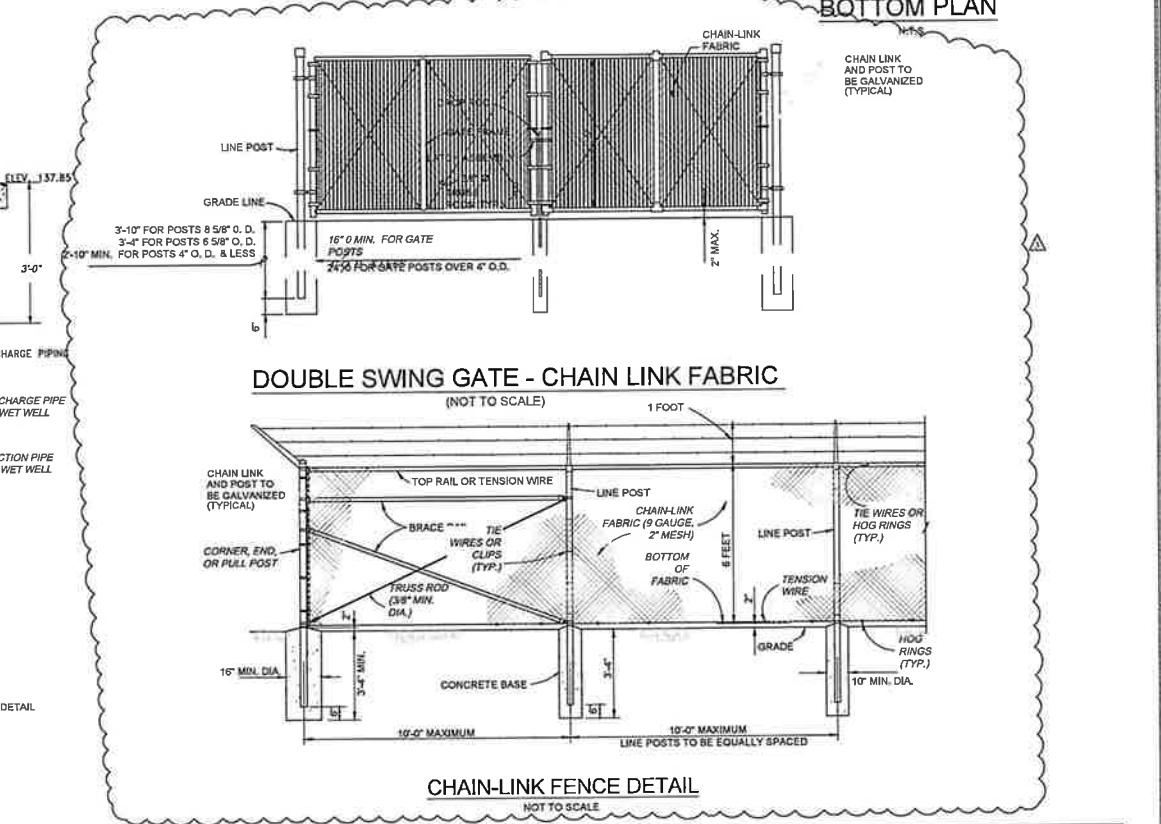 BOTTOM PLAN
N.T.S.
CHAIN-LINK
FABRIC
CHAIN LINK
AND POST TO
BE GALVANIZED
(TYPICAL)
DROP ROD
GATE FRAME
LINE POST
ELEV. 137.85
GRADE LINE
3'-10" FOR POSTS 8 5/8" O. D.
3'-4" FOR POSTS 6 5/8" O. D.
2'-10" MIN. FOR POSTS 4" O. D. & LESS
16" 0 MIN. FOR GATE
POSTS
FOR GATE POSTS OVER 4" O.D.
2" MAX.
3'-0"
6"
HARGE PIPING
CHARGE PIPE
WET WELL
CTION PIPE
WET WELL
DETAIL
DOUBLE SWING GATE - CHAIN LINK FABRIC
(NOT TO SCALE)
1 FOOT
CHAIN LINK
AND POST TO
BE GALVANIZED
(TYPICAL)
TOP RAIL OR TENSION WIRE
LINE POST
CHAIN-LINK
FABRIC (9 GAUGE,
2" MESH)
BRACE
TIE
WIRES OR
CLIPS
(TYP.)
CORNER, END,
OR PULL POST
BOTTOM
OF
FABRIC
6 FEET
LINE POST
TIE WIRES OR
HOG RINGS
(TYP.)
TRUSS ROD
(3/8" MIN.
DIA.)
TENSION
WIRE
2"
2"
GRADE
HOG
RINGS
(TYP.)
16" MIN. DIA.
3'-4" MIN.
CONCRETE BASE
3'-4"
10" MIN. DIA.
6"
6"
10'-0" MAXIMUM
10'-0" MAXIMUM
LINE POSTS TO BE EQUALLY SPACED
CHAIN-LINK FENCE DETAIL
NOT TO SCALE